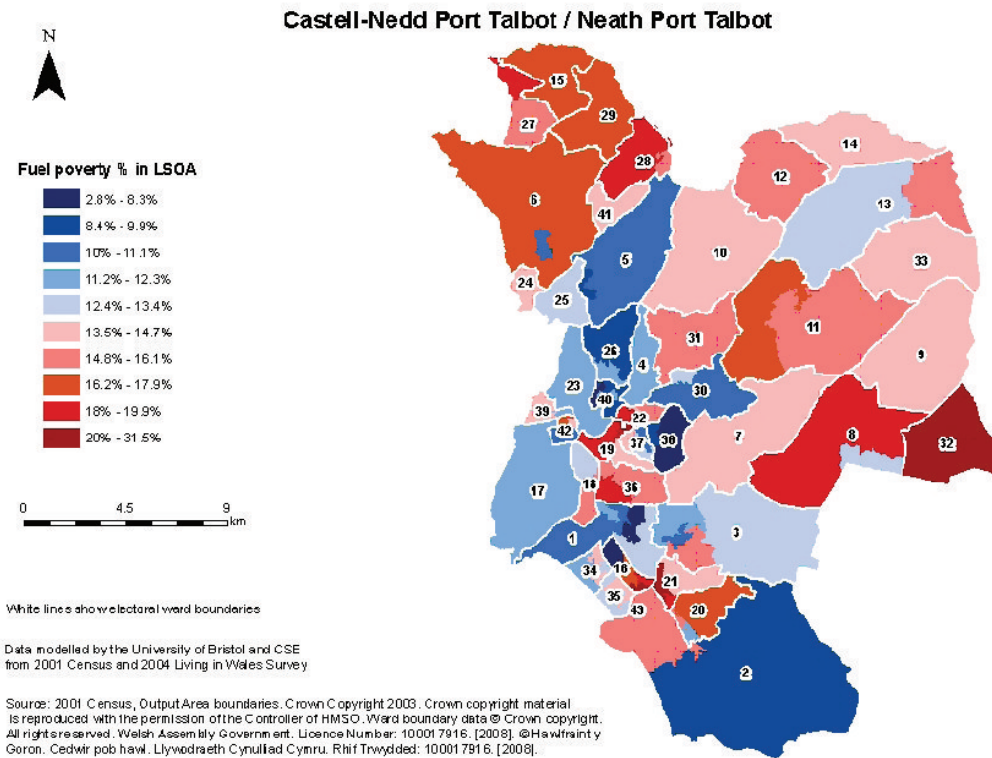 Castell-Nedd Port Talbot / Neath Port Talbot
N
Fuel poverty % in LSOA
2.8% - 8.3%
8.4% - 9.9%
10% - 11.1%
11.2% - 12.3%
12.4% - 13.4%
13.5% - 14.7%
14.8% - 16.1%
16.2% - 17.9%
18% - 19.9%
20% - 31.5%
0 4.5 9
km
15
29
27
28
14
12
6
41
13
5
10
33
24
25
11
31
26
4
9
23
30
40
39
22
42
37
38
7
8
32
19
17
18
36
1
3
34
16
21
35
43
20
2
White lines show electoral ward boundaries
Data modelled by the University of Bristol and CSE
from 2001 Census and 2004 Living in Wales Survey
Source: 2001 Census, Output Area boundaries. Crown Copyright 2003. Crown copyright material
is reproduced with the permission of the Controller of HMSO. Ward boundary data © Crown copyright.
All rights reserved. Welsh Assembly Government. Licence Number: 100017916. [2008]. ©Hawlfraint y
Goron. Cedwir pob hawl. Llywodraeth Cynulliad Cymru. Rhif Trwydded: 100017916. [2008].